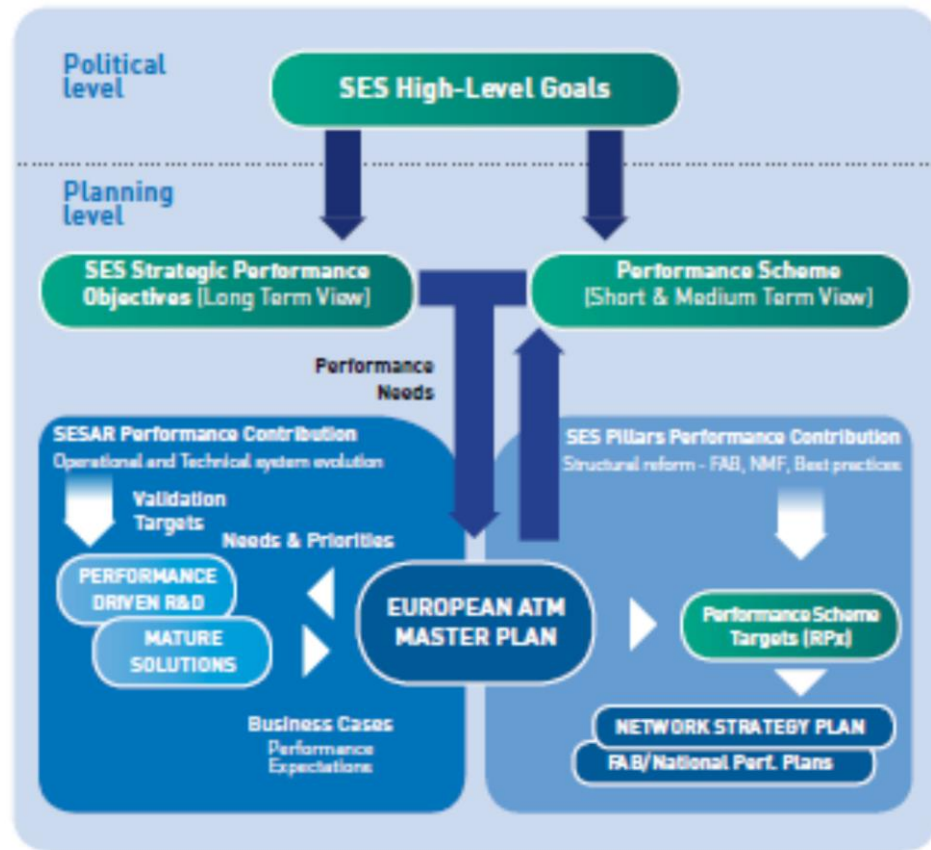 Political
level
SES High-Level Goals
Planning
level
SES Strategic Performance
Objectives (Long Term View)
Performance Scheme
(Short & Medium Term View)
Performance
Needs
SESAR Performance Contribution
Operational and Technical system evolution
Validation
Targets
Needs & Priorities
PERFORMANCE
DRIVEN R&D
MATURE
SOLUTIONS
Business Cases
Performance
Expectations
EUROPEAN ATM
MASTER PLAN
SES Pillars Performance Contribution
Structural reform - FAB, NMF, Best practices
Performance Scheme
Targets (RPx)
NETWORK STRATEGY PLAN
FAB/National Perf. Plans